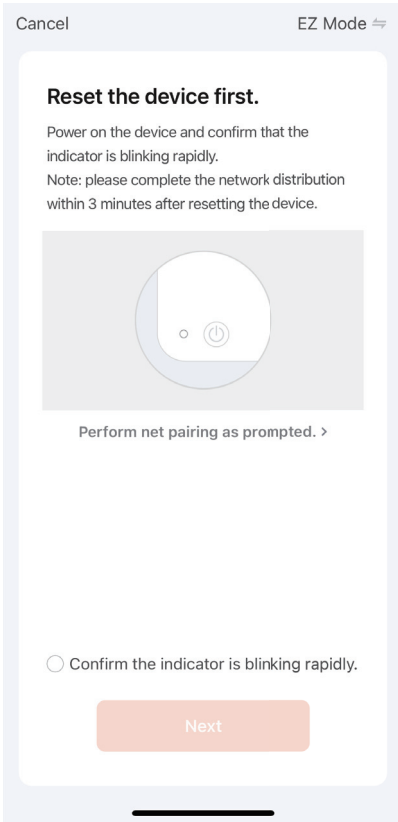 Cancel
EZ Mode
Reset the device first.
Power on the device and confirm that the
indicator is blinking rapidly.
Note: please complete the network distribution
within 3 minutes after resetting the device.
Perform net pairing as prompted. >
Confirm the indicator is blinking rapidly.
Next